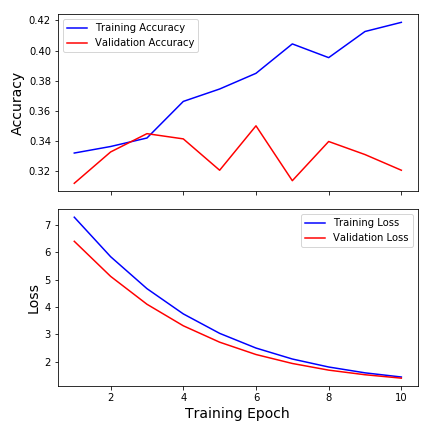 0.42
0.40
0.38
0.36
0.34
0.32
Accuracy
Training Accuracy
Validation Accuracy
7
6
5
4
3
2
Loss
Training Loss
Validation Loss
2 4 6 8 10
Training Epoch